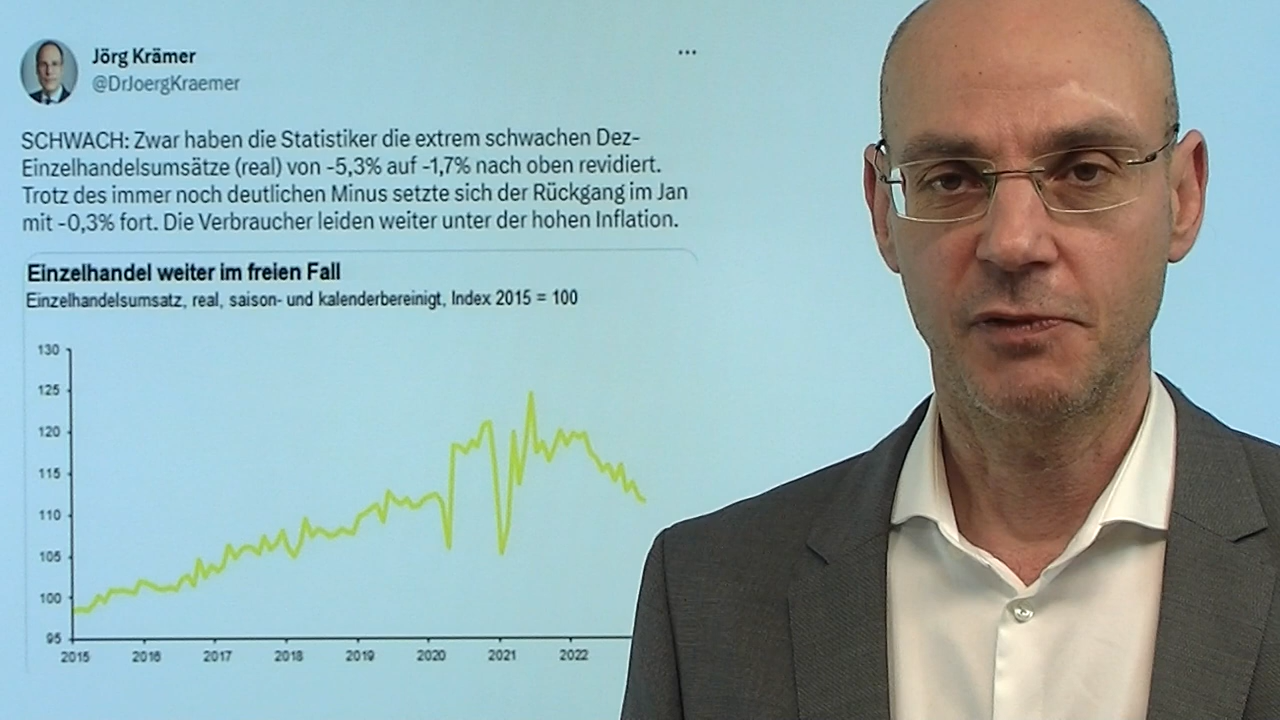 Jörg Krämer
@DrJoergKraemer
SCHWACH: Zwar haben die Statistiker die extrem schwachen Dez-
Einzelhandelsumsätze (real) von -5,3% auf -1,7% nach oben revidiert.
Trotz des immer noch deutlichen Minus setzte sich der Rückgang im Jan
mit -0,3% fort. Die Verbraucher leiden weiter unter der hohen Inflation.
Einzelhandel weiter im freien Fall
Einzelhandelsumsatz, real, saison- und kalenderbereinigt, Index 2015 = 100
130
125
120
115
110
105
100
95
2015 2016 2017 2018 2019 2020 2021 2022